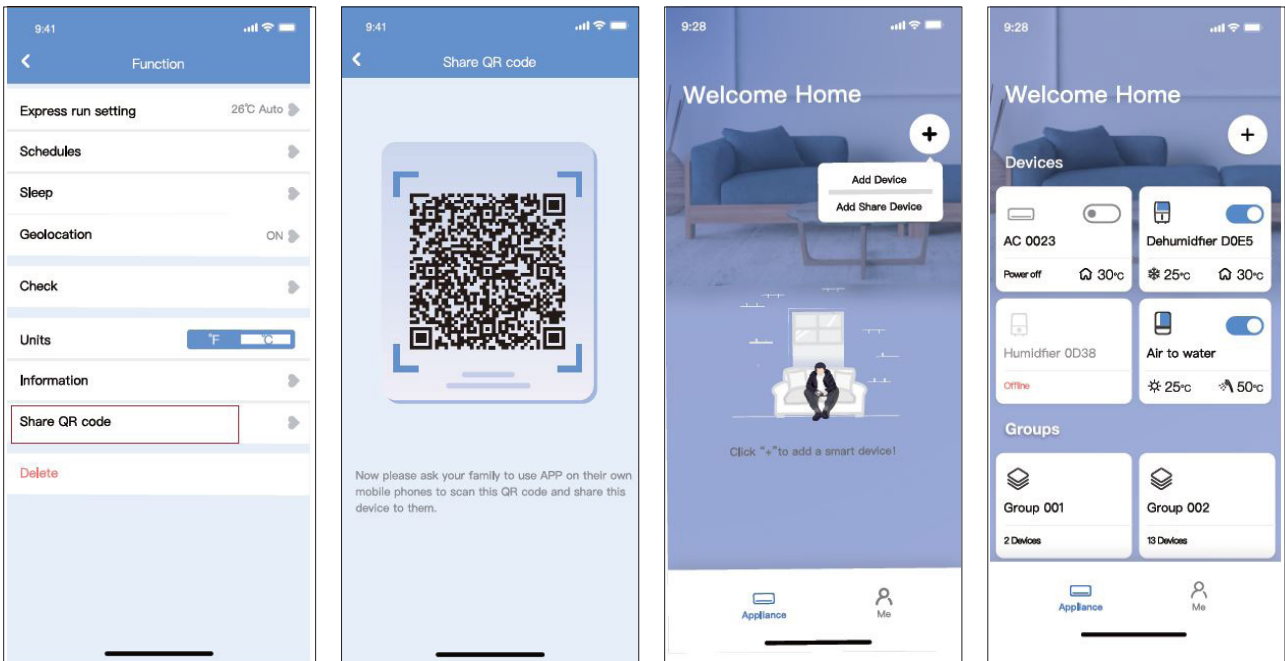 9:41
Function
Express run setting
26°C Auto
Schedules
Sleep
Geolocation
ON
Check
Units
°F
°C
Information
Share QR code
Delete
9:41
Share QR code
Now please ask your family to use APP on their own
mobile phones to scan this QR code and share this
device to them.
9:28
Welcome Home
+
Add Device
Add Share Device
Click "+"to add a smart device!
Appliance
Me
9:28
Welcome Home
+
Devices
AC 0023
Power off
30°C
Dehumidfier D0E5
25°C
30°C
Humidfier 0D38
Offline
Air to water
25°C
50°C
Groups
Group 001
2 Devices
Group 002
13 Devices
Appliance
Me